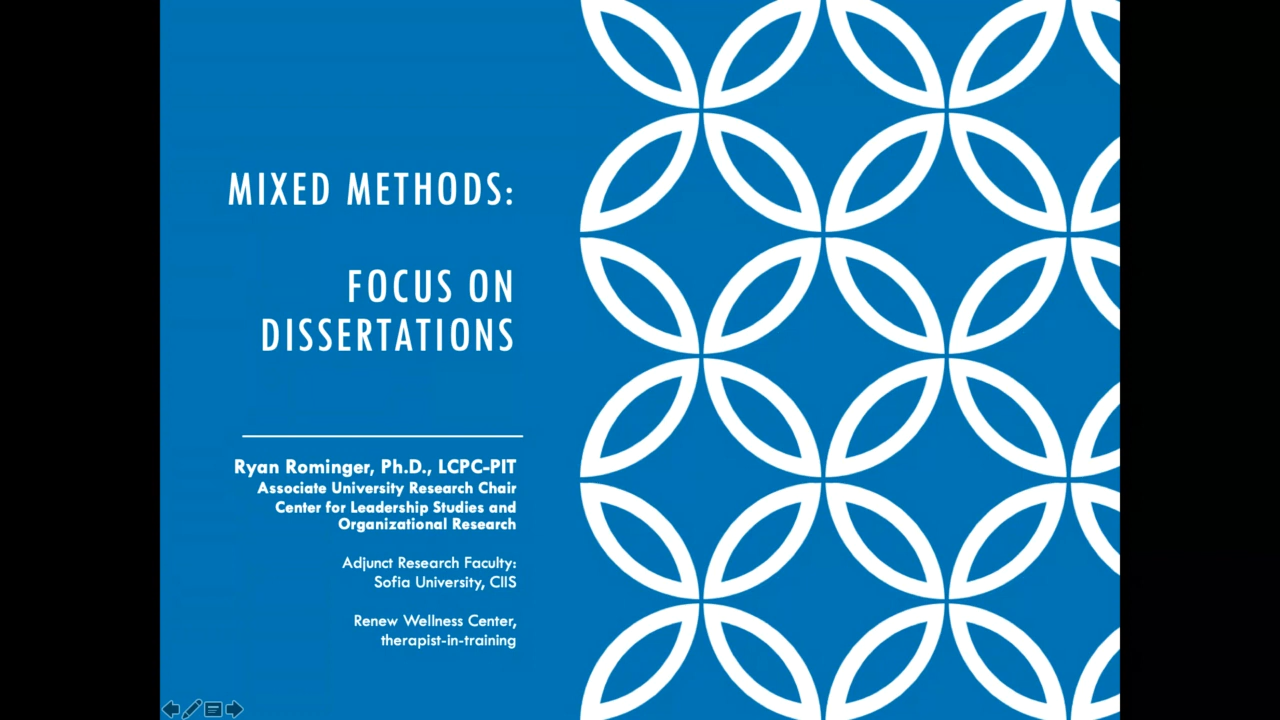 MIXED METHODS:
FOCUS ON
DISSERTATIONS
Ryan Rominger, Ph.D., LCPC-PIT
Associate University Research Chair
Center for Leadership Studies and
Organizational Research
Adjunct Research Faculty:
Sofia University, CIIS
Renew Wellness Center,
therapist-in-training